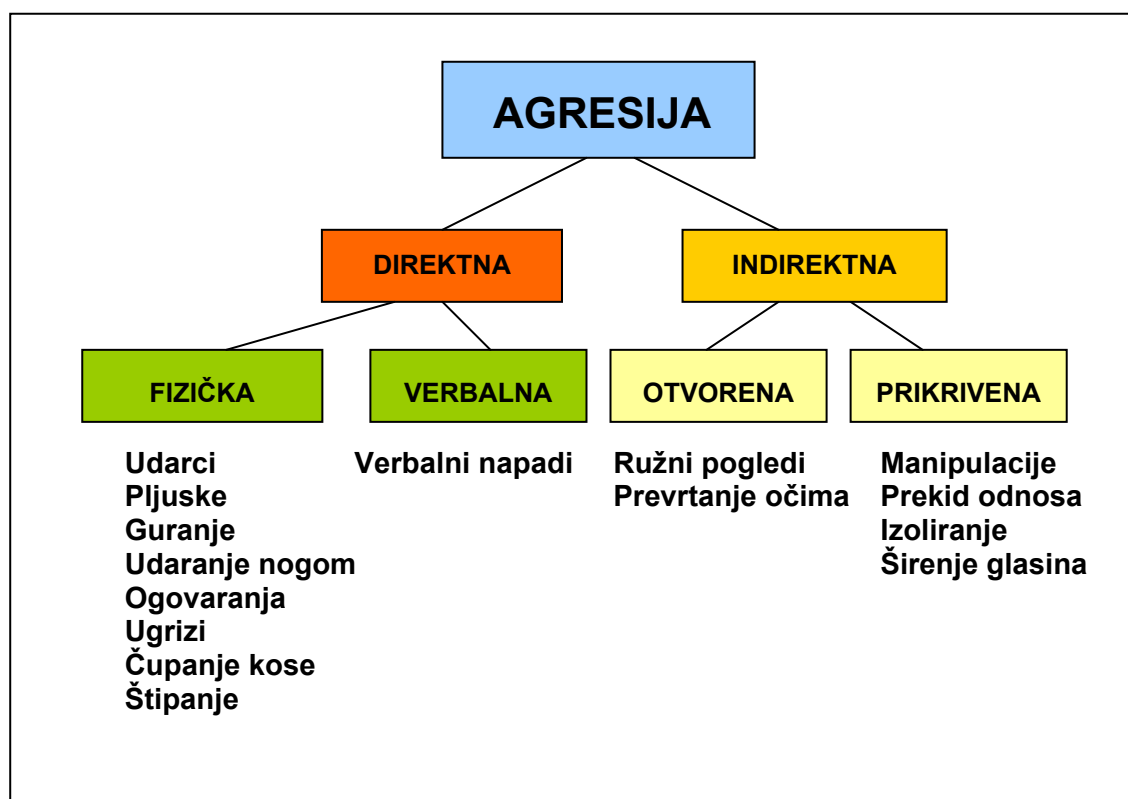 AGRESIJA
DIREKTNA
INDIREKTNA
FIZIČKA
VERBALNA
OTVORENA
PRIKRIVENA
Udarci
Pljuske
Guranje
Udaranje nogom
Ogovaranja
Ugrizi
Čupanje kose
Štipanje
Verbalni napadi
Ružni pogledi
Prevrtanje očima
Manipulacije
Prekid odnosa
Izoliranje
Širenje glasina